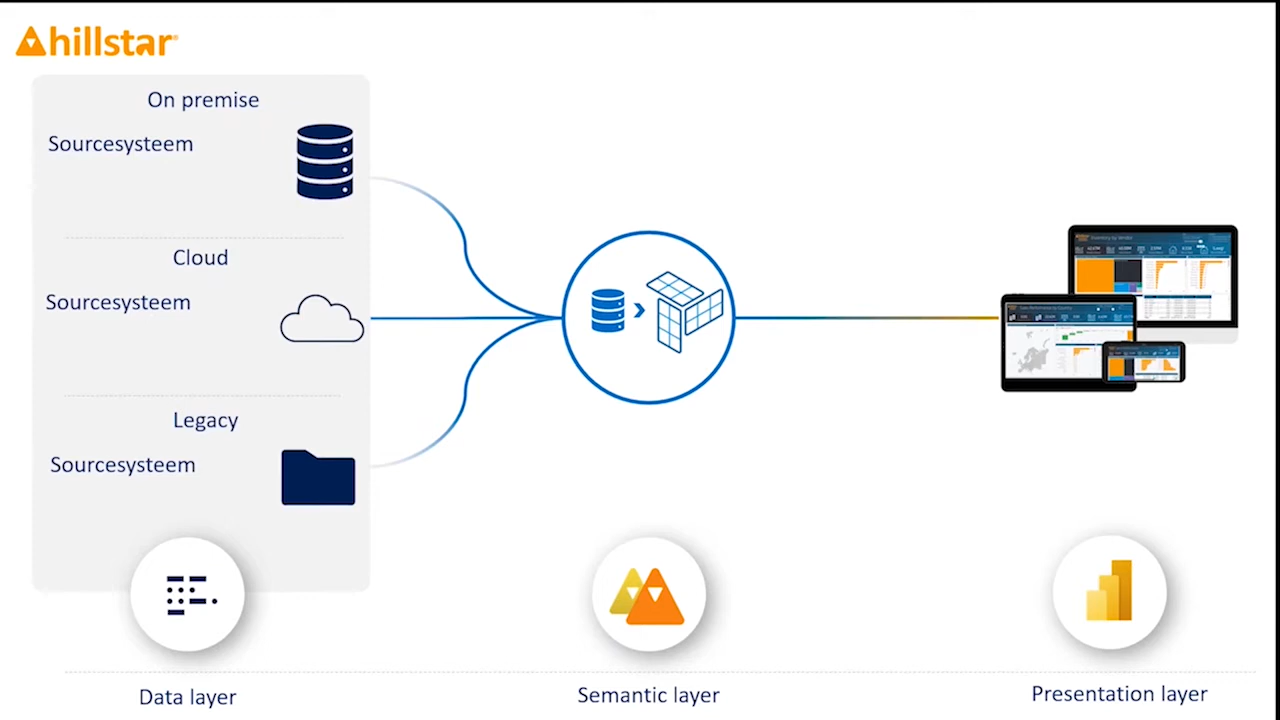 hillstar
On premise
Sourcesysteem
Cloud
Sourcesysteem
Legacy
Sourcesysteem
Data layer
Semantic layer
Presentation layer